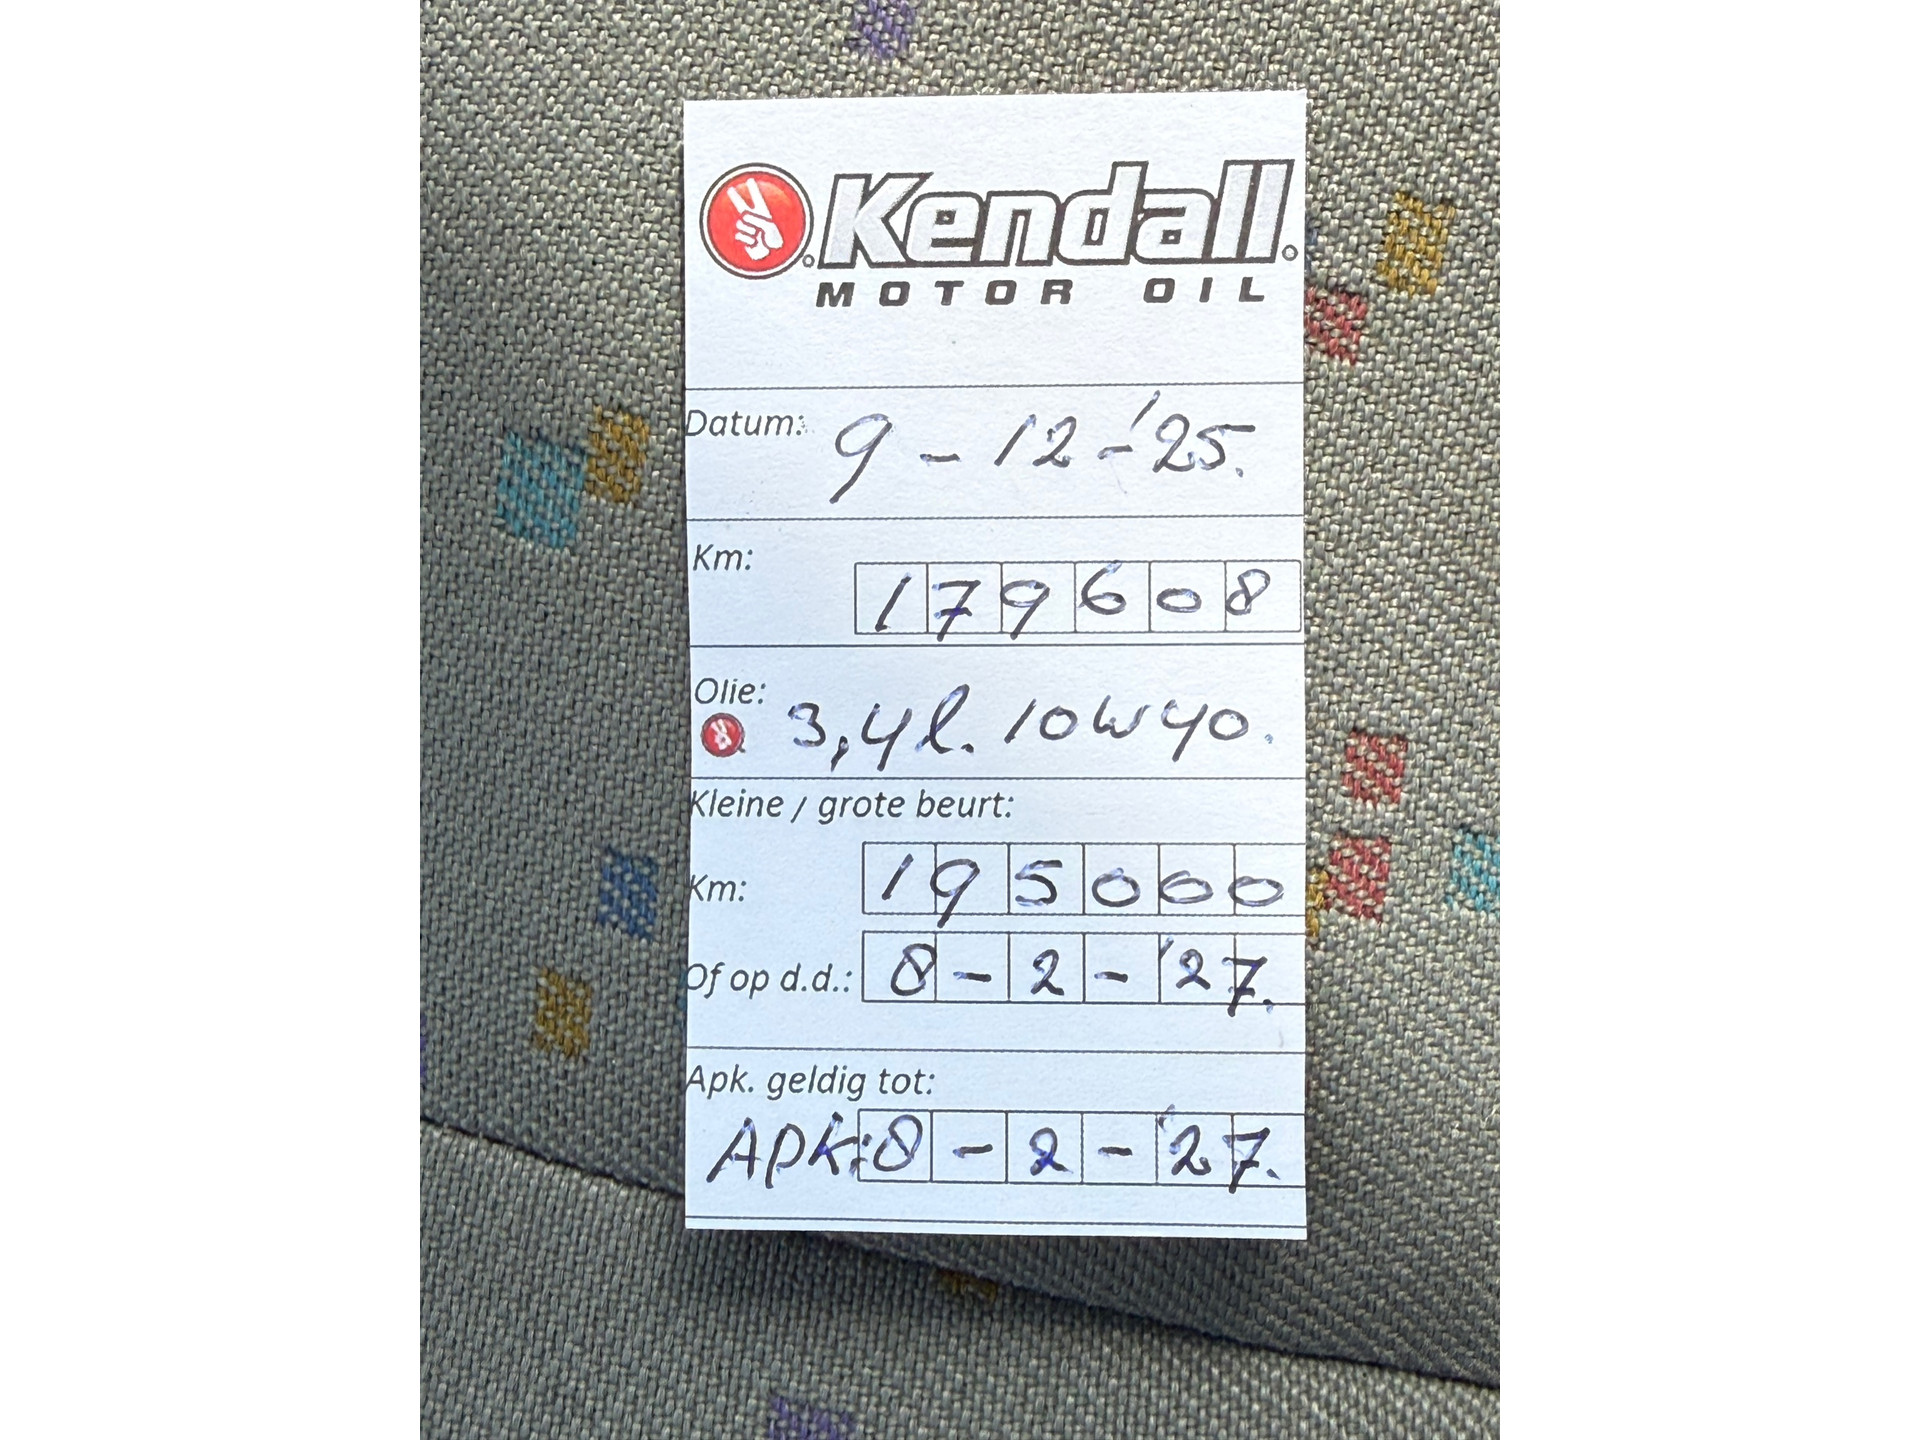 Kendall
MOTOR OIL
Datum: 9 - 12 - '25.
Km: 179608
Olie: 3,4 l. 10W40.
Kleine / grote beurt:
Km: 195000
Of op d.d.: 8 - 2 - '27.
Apk. geldig tot:
APK: 8 - 2 - '27.